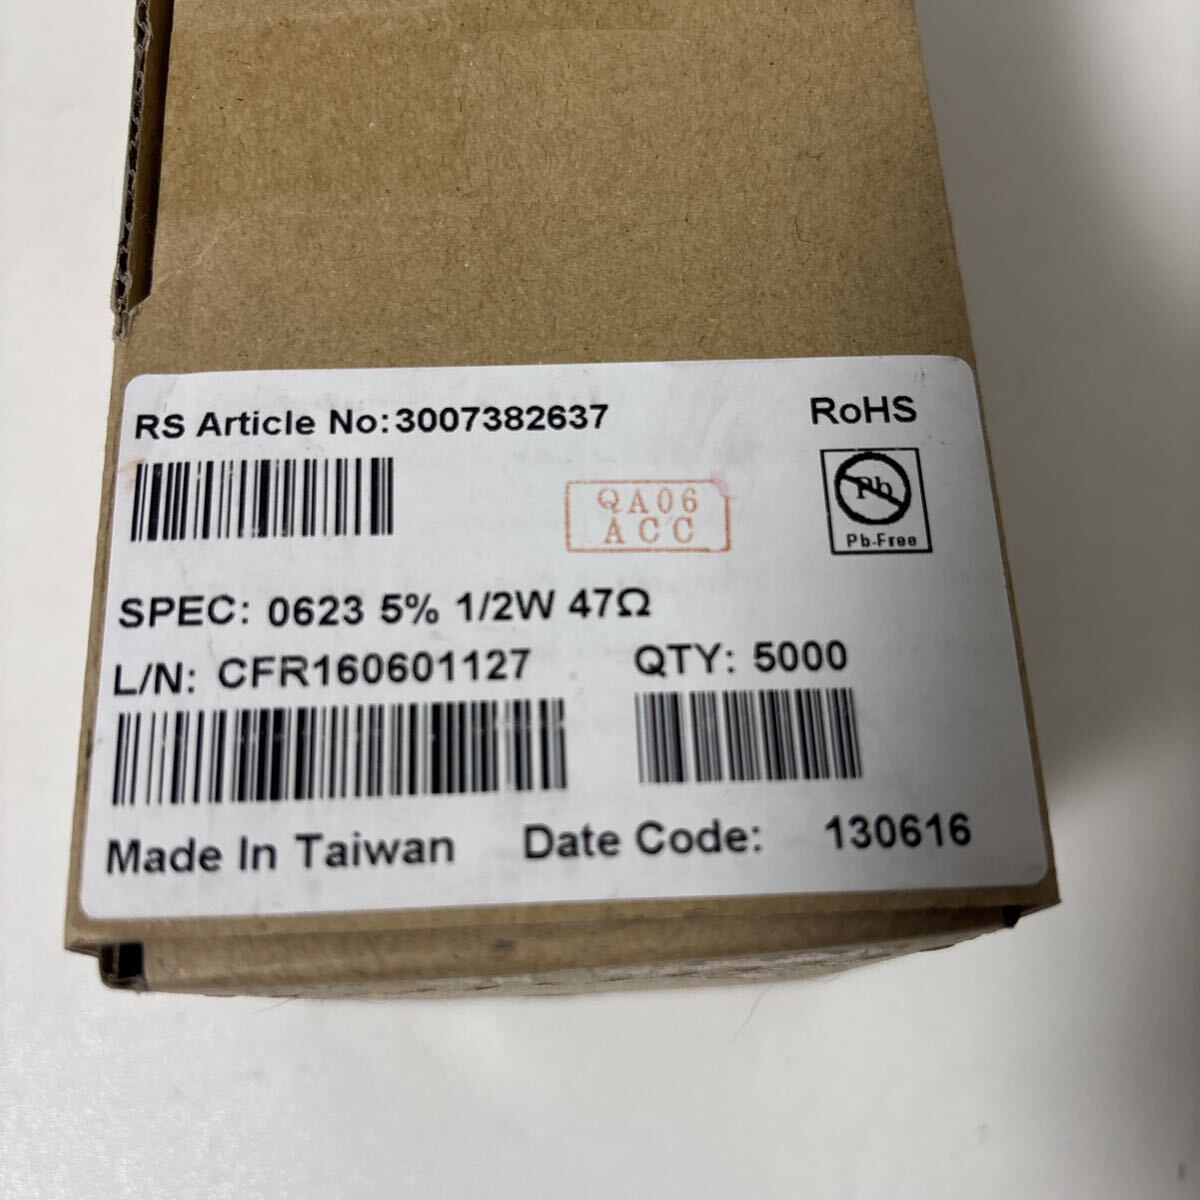 RS Article No:3007382637
RoHS
QA06
ACC
Pb
Pb-Free
SPEC: 0623 5% 1/2W 47Ω
L/N: CFR160601127
QTY: 5000
Made In Taiwan
Date Code: 130616